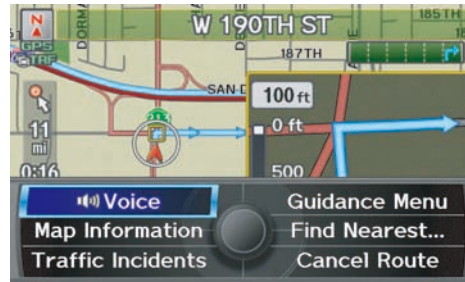 W 190TH ST
185TH
N
GPS
TRF
DORMA
187TH
SAN D
100 ft
0 ft
11
mi
0:16
500
Voice
Guidance Menu
Map Information
Find Nearest...
Traffic Incidents
Cancel Route